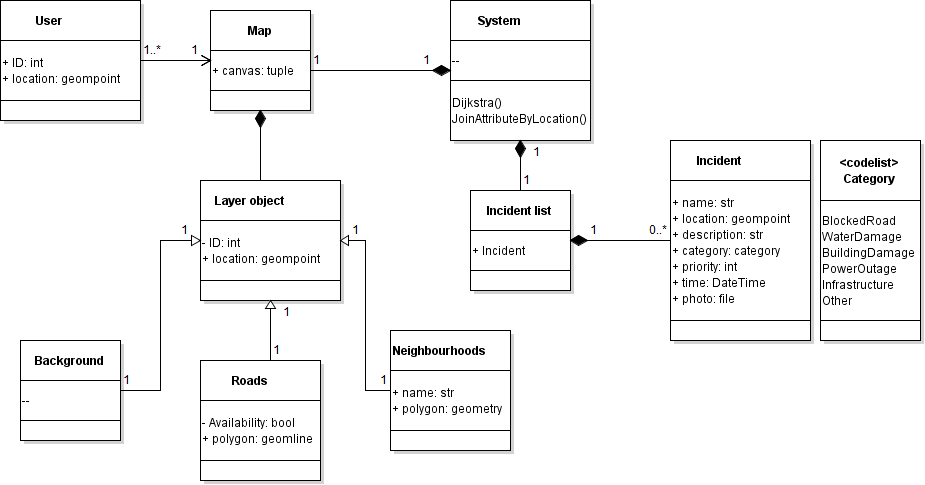 User
+ ID: int
+ location: geompoint
1..*
1
Map
+ canvas: tuple
1
1
System
--
Dijkstra()
JoinAttributeByLocation()
1
1
Layer object
- ID: int
+ location: geompoint
1
1
1
Incident list
+ Incident
1
0..*
Incident
+ name: str
+ location: geompoint
+ description: str
+ category: category
+ priority: int
+ time: DateTime
+ photo: file
<codelist>
Category
BlockedRoad
WaterDamage
BuildingDamage
PowerOutage
Infrastructure
Other
Background
--
1
1
Roads
- Availability: bool
+ polygon: geomline
1
Neighbourhoods
+ name: str
+ polygon: geometry